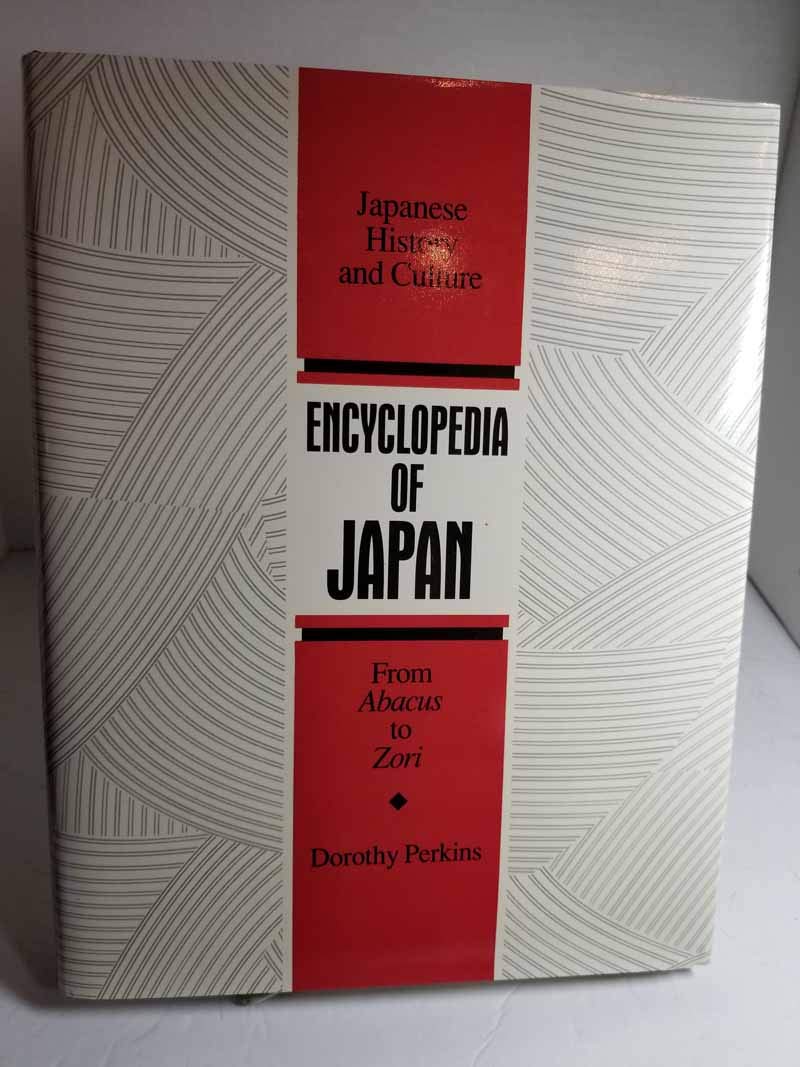 Japanese
History
and Culture
ENCYCLOPEDIA
OF
JAPAN
From
Abacus
to
Zori
Dorothy Perkins